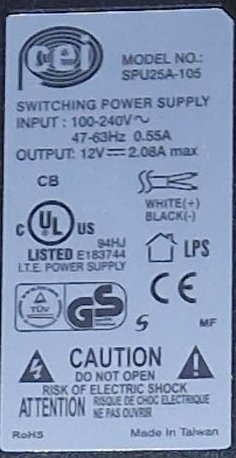 pei
MODEL NO.:
SPU25A-105
SWITCHING POWER SUPPLY
INPUT : 100-240V∿
47-63Hz 0.55A
OUTPUT: 12V⎓2.08A max
CB
WHITE(+)
BLACK(-)
C UL US
94HJ
LISTED E183744
I.T.E. POWER SUPPLY
LPS
TÜV GS
CE
S
MF
CAUTION
DO NOT OPEN
RISK OF ELECTRIC SHOCK
ATTENTION RISQUE DE CHOC ELECTRIQUE
NE PAS OUVRIR
RoHS
Made In Taiwan